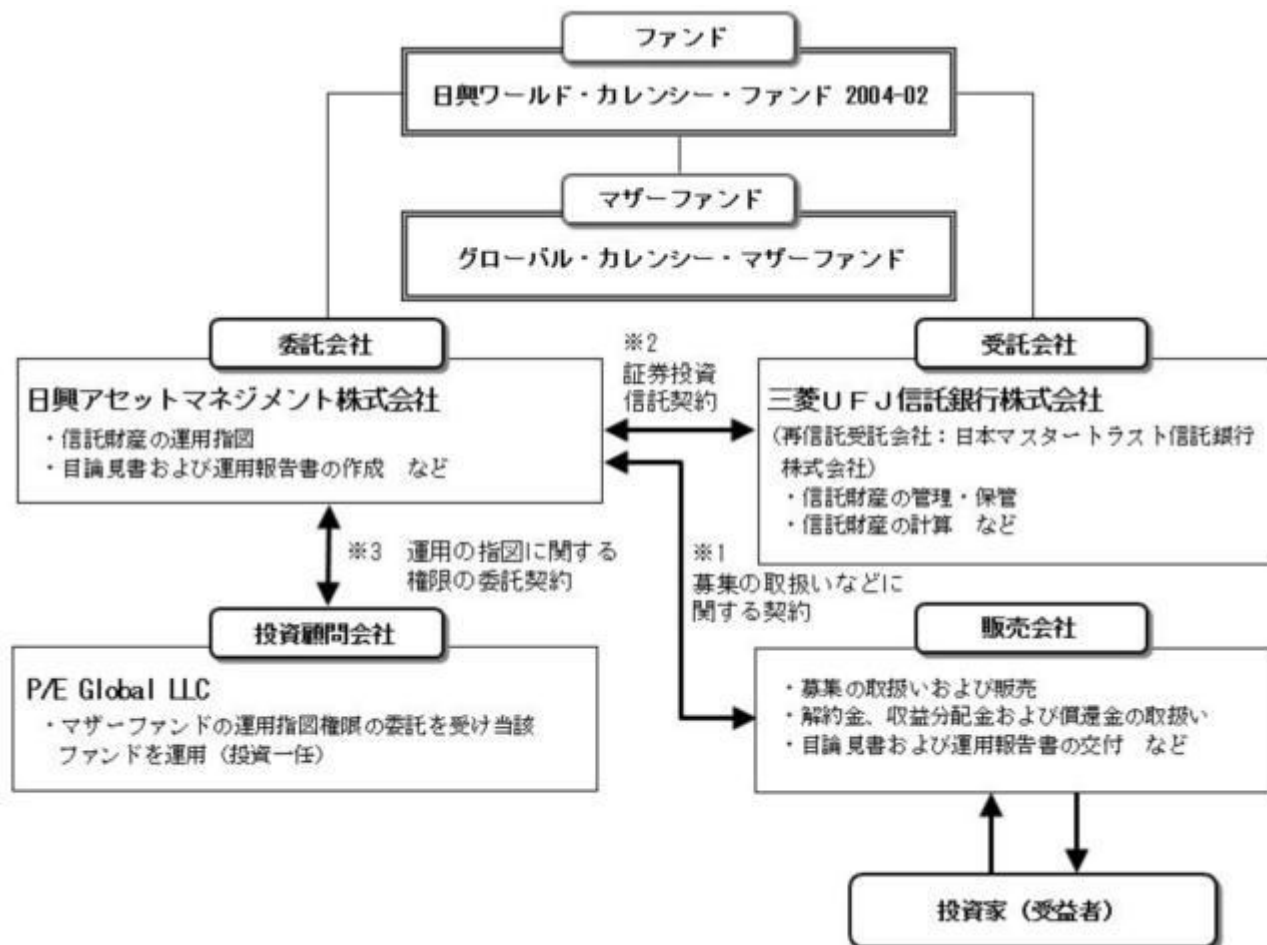 ファンド
日興ワールド・カレンシー・ファンド 2004-02
マザーファンド
グローバル・カレンシー・マザーファンド
委託会社
日興アセットマネジメント株式会社
・信託財産の運用指図
・目論見書および運用報告書の作成 など
※2
証券投資
信託契約
受託会社
三菱UFJ信託銀行株式会社
(再信託受託会社:日本マスタートラスト信託銀行
株式会社)
・信託財産の管理・保管
・信託財産の計算 など
※3 運用の指図に関する
権限の委託契約
※1
募集の取扱いなどに
関する契約
投資顧問会社
P/E Global LLC
・マザーファンドの運用指図権限の委託を受け当該
ファンドを運用(投資一任)
販売会社
・募集の取扱いおよび販売
・解約金、収益分配金および償還金の取扱い
・目論見書および運用報告書の交付 など
投資家(受益者)